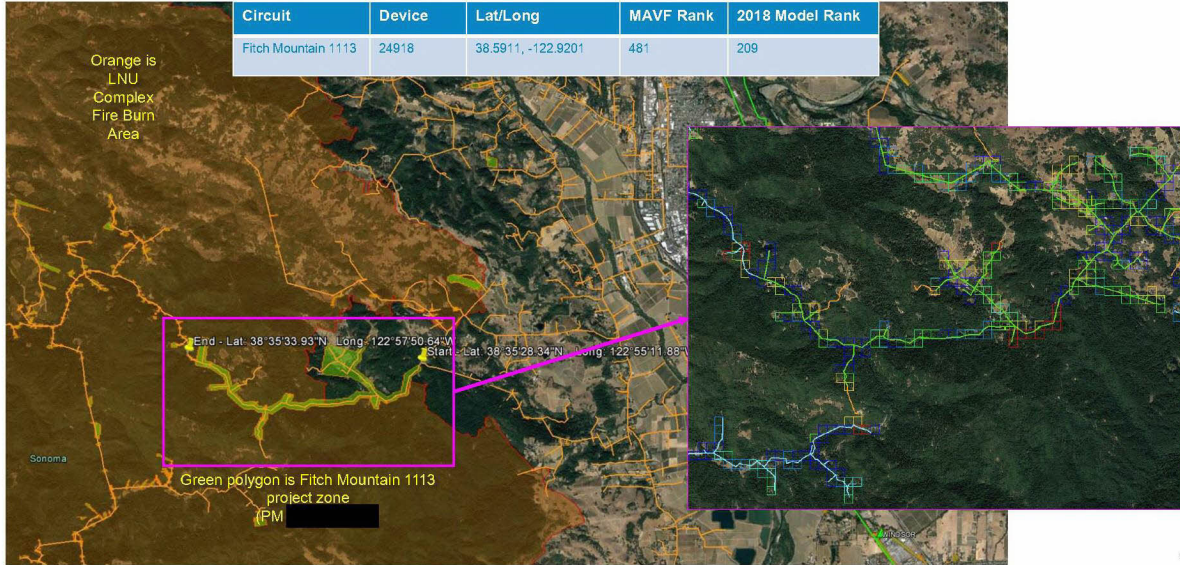 Circuit Device Lat/Long MAVF Rank 2018 Model Rank
Fitch Mountain 1113 24918 38.5911, -122.9201 481 209
Orange is
LNU
Complex
Fire Burn
Area
End - Lat: 38°35'33.93"N - Long: 122°57'50.64"W
Start - Lat: 38°35'28.34"N - Long: 122°55'11.88"W
Sonoma
Green polygon is Fitch Mountain 1113
project zone
(PM
WINDSOR